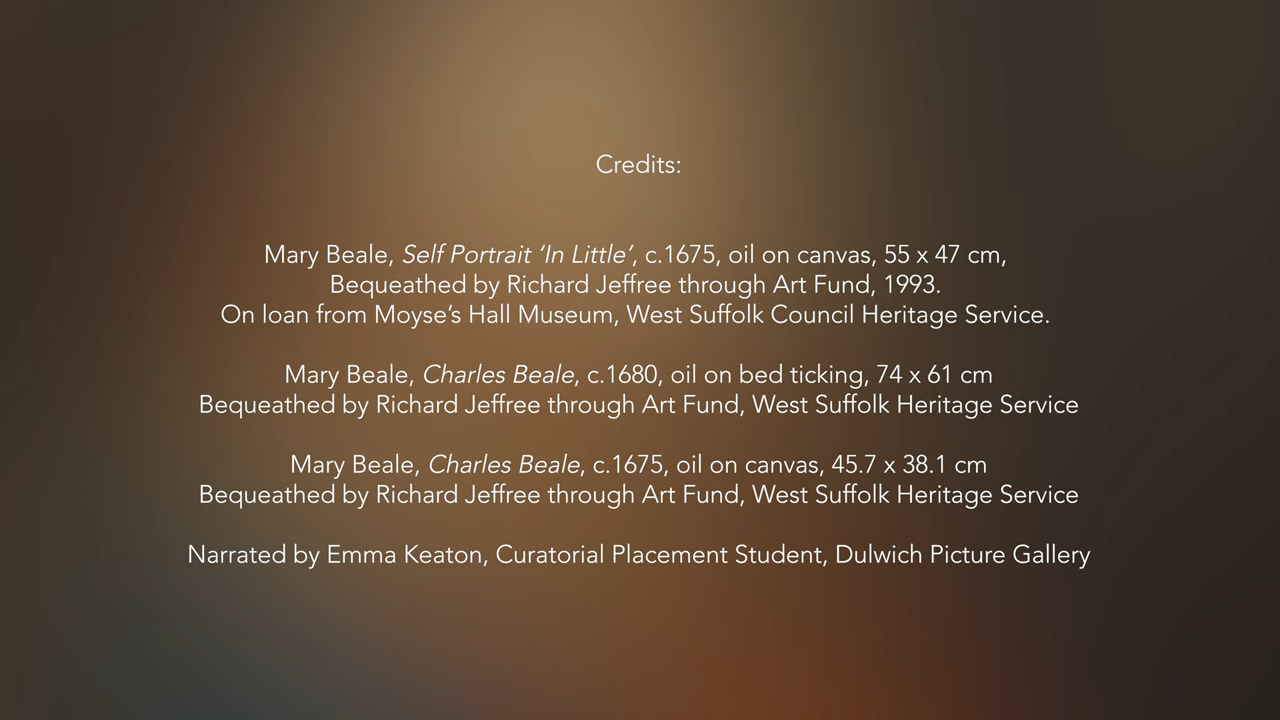 Credits:
Mary Beale, Self Portrait ‘In Little’, c.1675, oil on canvas, 55 x 47 cm,
Bequeathed by Richard Jeffree through Art Fund, 1993.
On loan from Moyse’s Hall Museum, West Suffolk Council Heritage Service.
Mary Beale, Charles Beale, c.1680, oil on bed ticking, 74 x 61 cm
Bequeathed by Richard Jeffree through Art Fund, West Suffolk Heritage Service
Mary Beale, Charles Beale, c.1675, oil on canvas, 45.7 x 38.1 cm
Bequeathed by Richard Jeffree through Art Fund, West Suffolk Heritage Service
Narrated by Emma Keaton, Curatorial Placement Student, Dulwich Picture Gallery